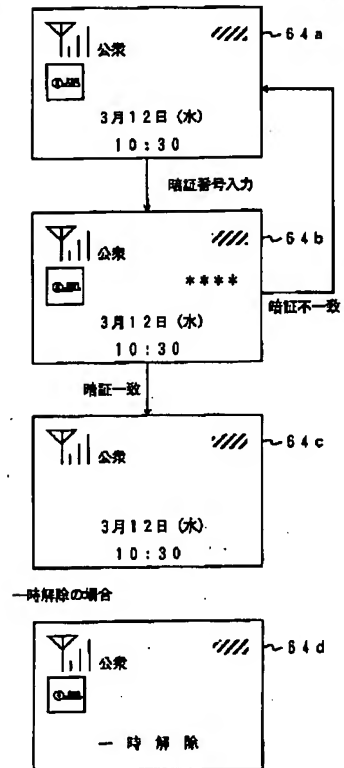 公衆
~64a
3月12日(水)
10:30
暗証番号入力
公衆
~64b
****
3月12日(水)
10:30
暗証不一致
暗証一致
公衆
~64c
3月12日(水)
10:30
一時解除の場合
公衆
~64d
一時解除